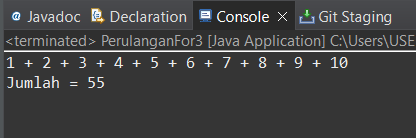 @ Javadoc Declaration Console Git Staging
<terminated> PerulanganFor3 [Java Application] C:\Users\USE
1 + 2 + 3 + 4 + 5 + 6 + 7 + 8 + 9 + 10
Jumlah = 55